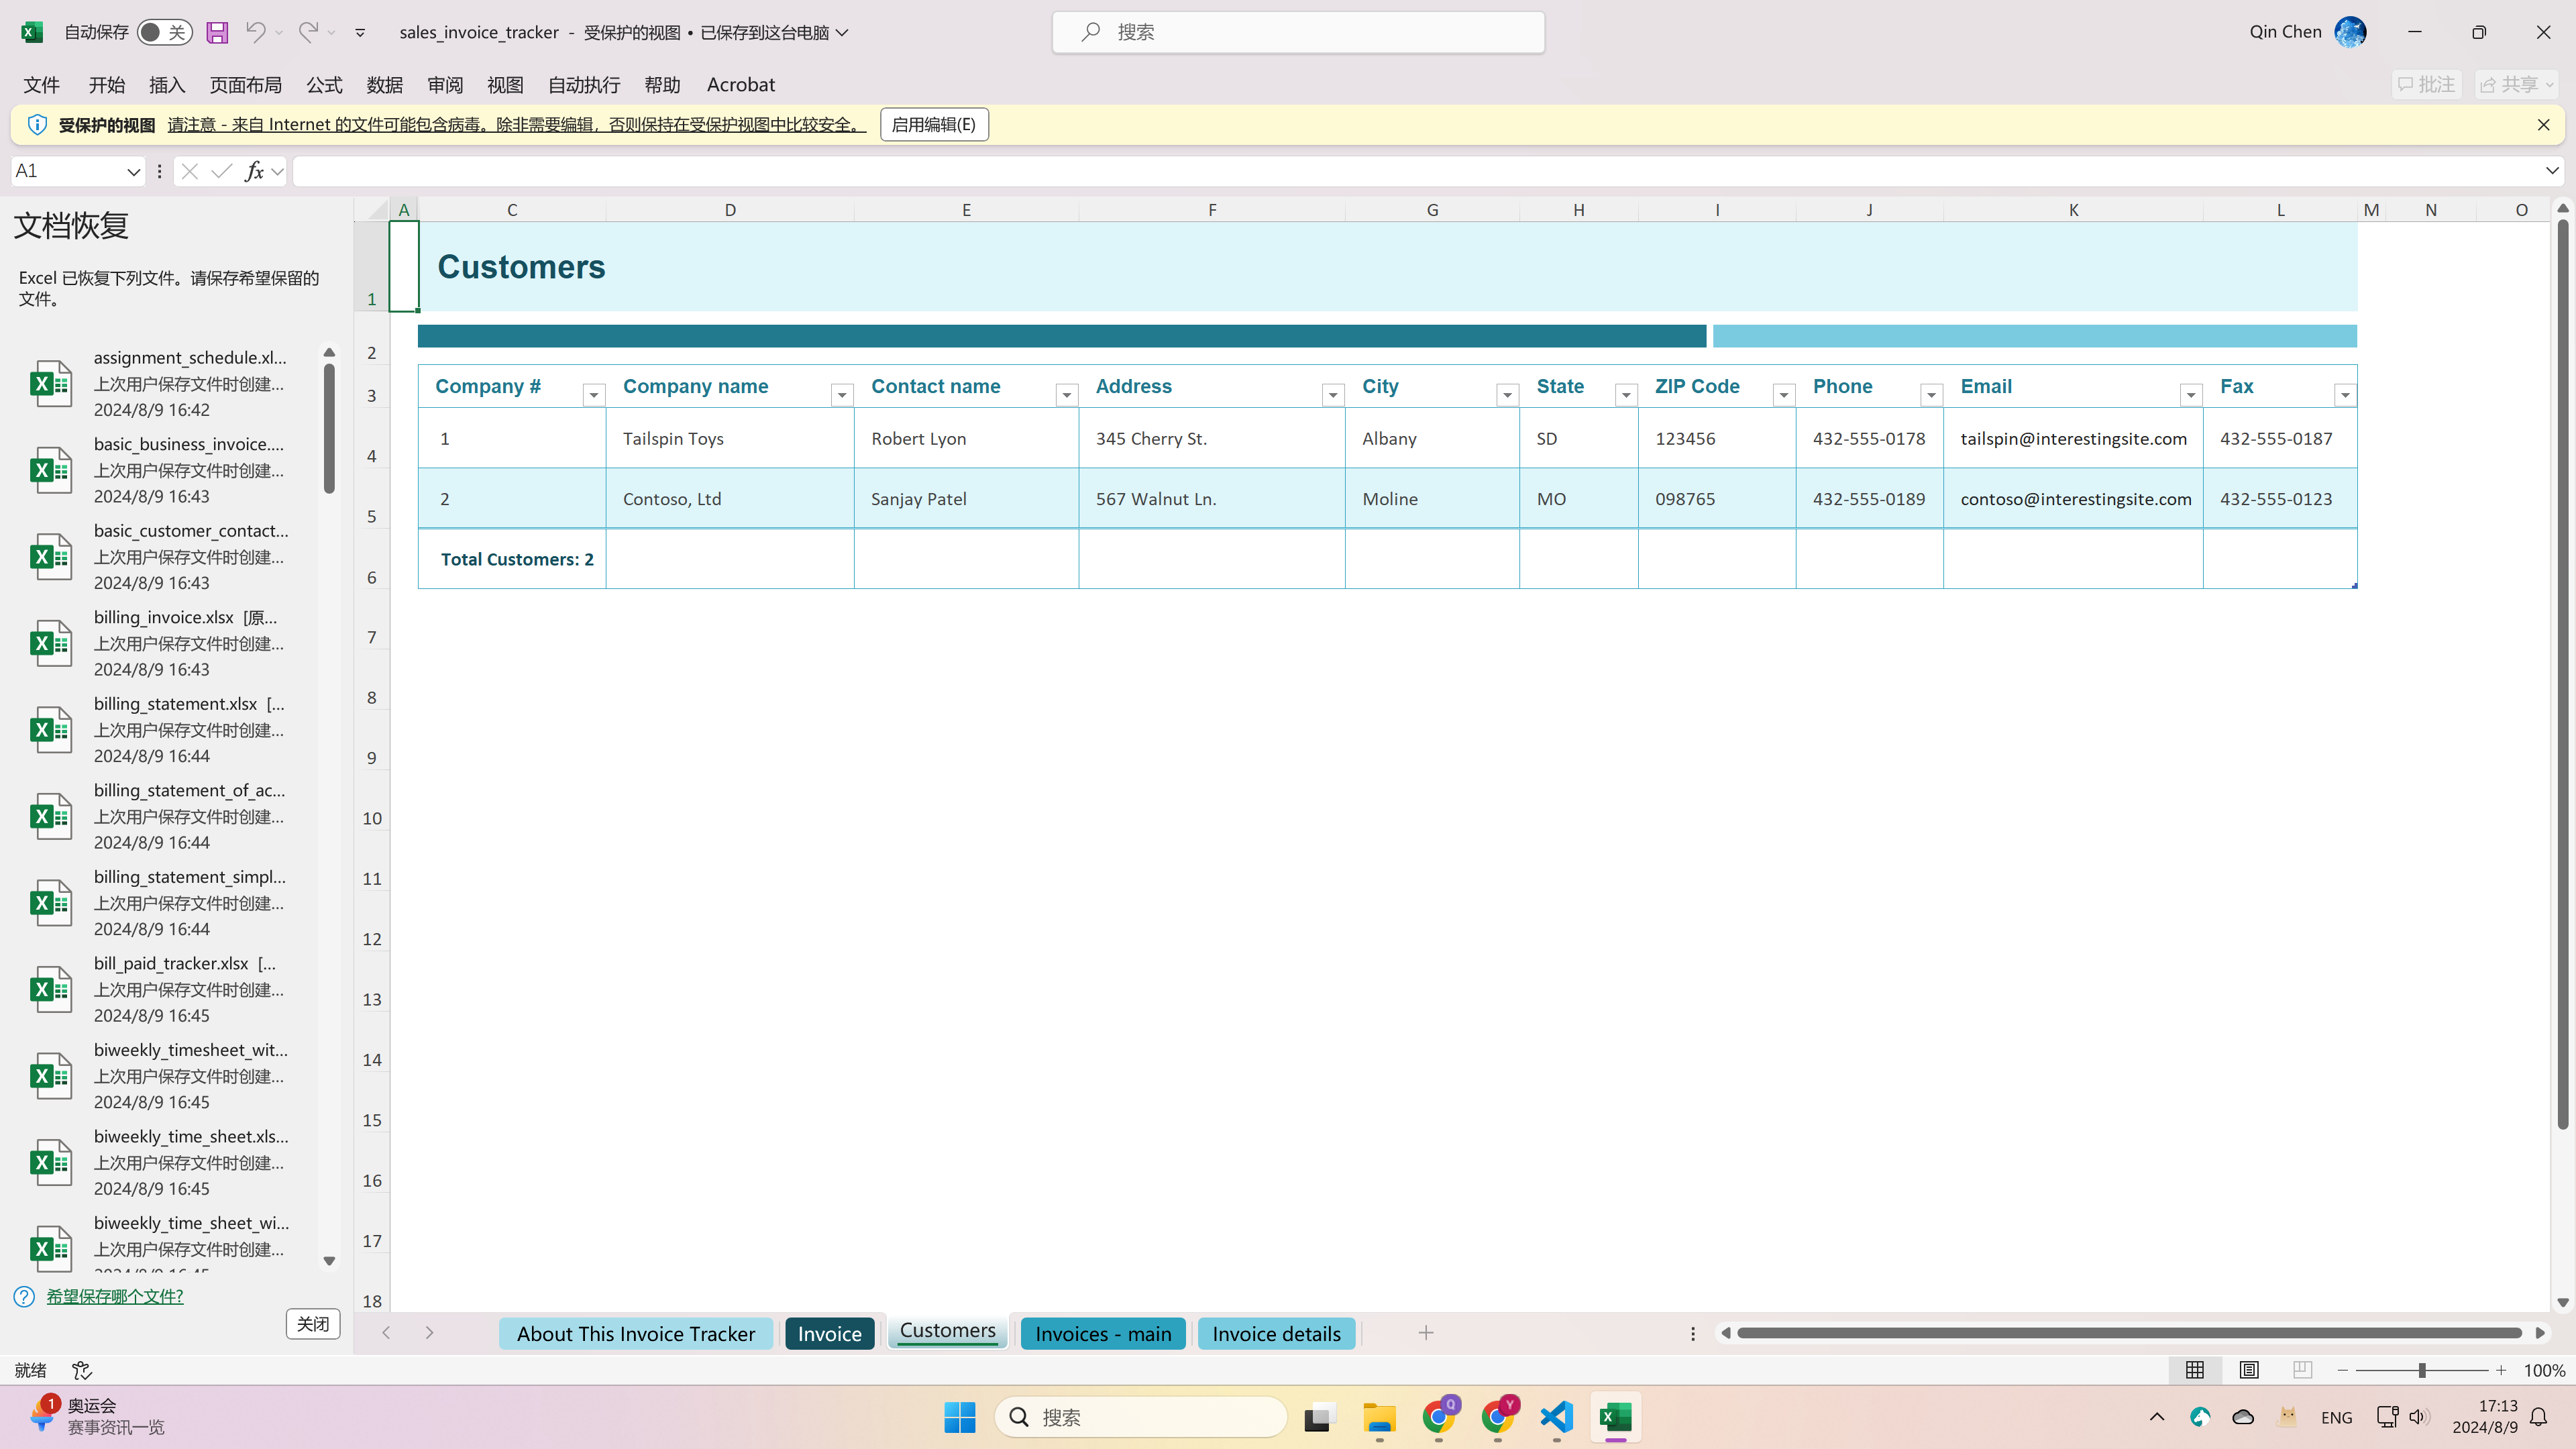 自动保存 关 sales_invoice_tracker - 受保护的视图 • 已保存到这台电脑 搜索 Qin Chen
文件 开始 插入 页面布局 公式 数据 审阅 视图 自动执行 帮助 Acrobat 批注 共享
受保护的视图 请注意 - 来自 Internet 的文件可能包含病毒。除非需要编辑，否则保持在受保护视图中比较安全。 启用编辑(E)
A1 fx
文档恢复
Excel 已恢复下列文件。请保存希望保留的
文件。
assignment_schedule.xl...
上次用户保存文件时创建...
2024/8/9 16:42
basic_business_invoice....
上次用户保存文件时创建...
2024/8/9 16:43
basic_customer_contact...
上次用户保存文件时创建...
2024/8/9 16:43
billing_invoice.xlsx [原...
上次用户保存文件时创建...
2024/8/9 16:43
billing_statement.xlsx [...
上次用户保存文件时创建...
2024/8/9 16:44
billing_statement_of_ac...
上次用户保存文件时创建...
2024/8/9 16:44
billing_statement_simpl...
上次用户保存文件时创建...
2024/8/9 16:44
bill_paid_tracker.xlsx [...
上次用户保存文件时创建...
2024/8/9 16:45
biweekly_timesheet_wit...
上次用户保存文件时创建...
2024/8/9 16:45
biweekly_time_sheet.xls...
上次用户保存文件时创建...
2024/8/9 16:45
biweekly_time_sheet_wi...
上次用户保存文件时创建...
2024/8/9 16:45
希望保存哪个文件?
关闭
A C D E F G H I J K L M N O
1 Customers
2
3 Company # Company name Contact name Address City State ZIP Code Phone Email Fax
4 1 Tailspin Toys Robert Lyon 345 Cherry St. Albany SD 123456 432-555-0178 tailspin@interestingsite.com 432-555-0187
5 2 Contoso, Ltd Sanjay Patel 567 Walnut Ln. Moline MO 098765 432-555-0189 contoso@interestingsite.com 432-555-0123
6 Total Customers: 2
7
8
9
10
11
12
13
14
15
16
17
18
About This Invoice Tracker Invoice Customers Invoices - main Invoice details
就绪 100%
1 奥运会
赛事资讯一览
搜索 Q Y ENG
17:13
2024/8/9